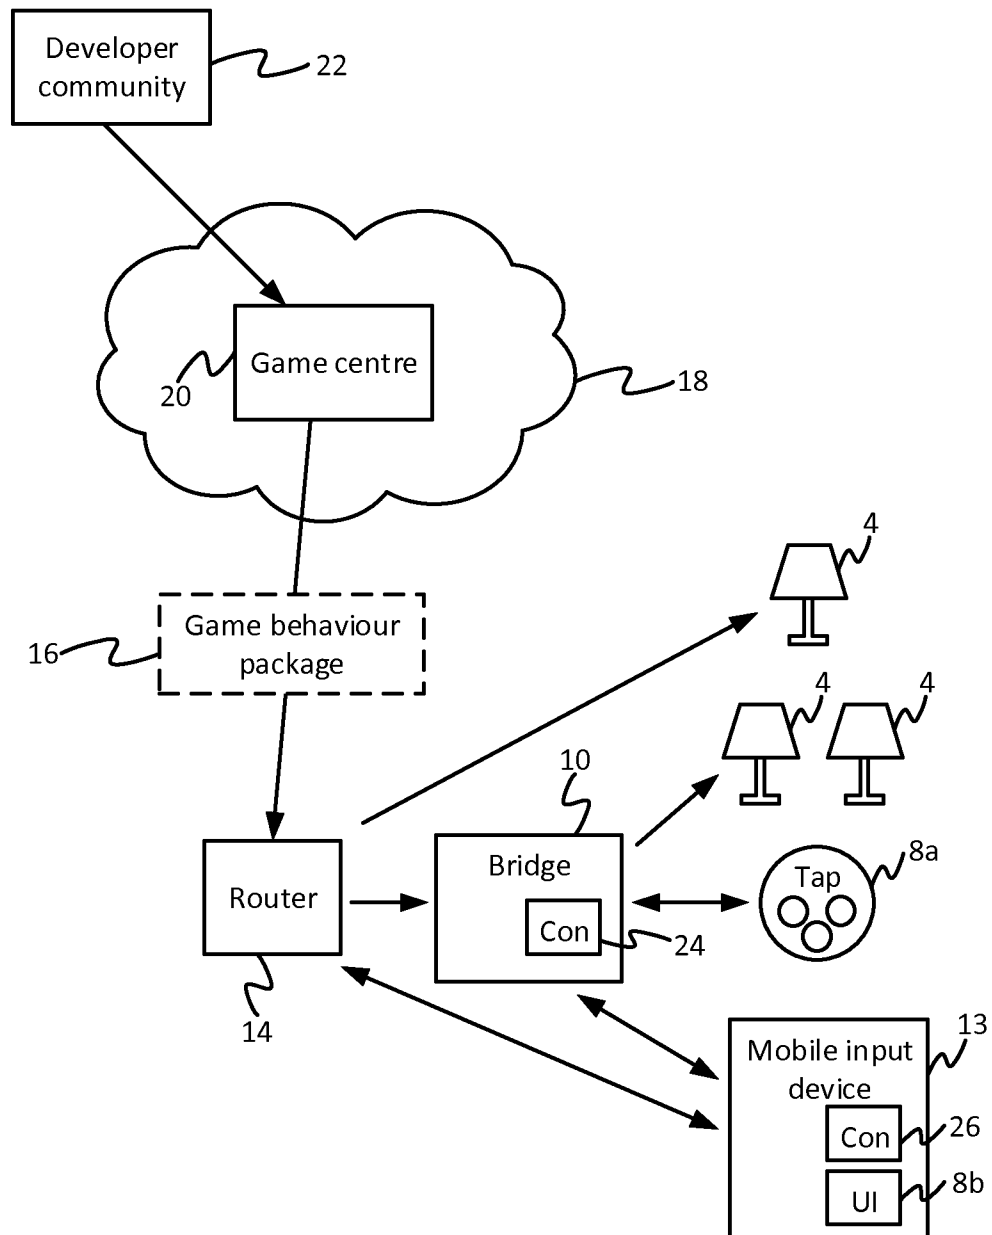 Developer
community
22
Game centre
20
18
4
Game behaviour
package
16
4
4
10
Bridge
Tap
8a
Router
Con
24
14
13
Mobile input
device
Con
26
UI
8b